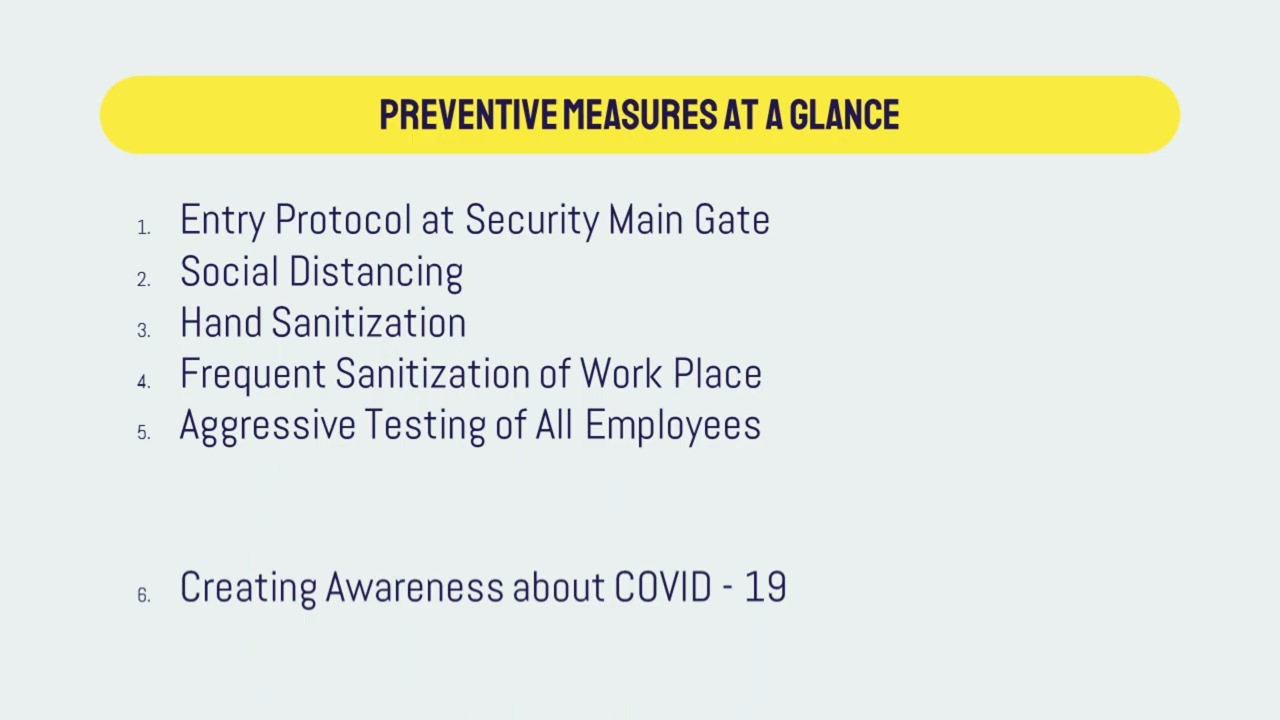 PREVENTIVE MEASURES AT A GLANCE
1. Entry Protocol at Security Main Gate
2. Social Distancing
3. Hand Sanitization
4. Frequent Sanitization of Work Place
5. Aggressive Testing of All Employees
6. Creating Awareness about COVID - 19